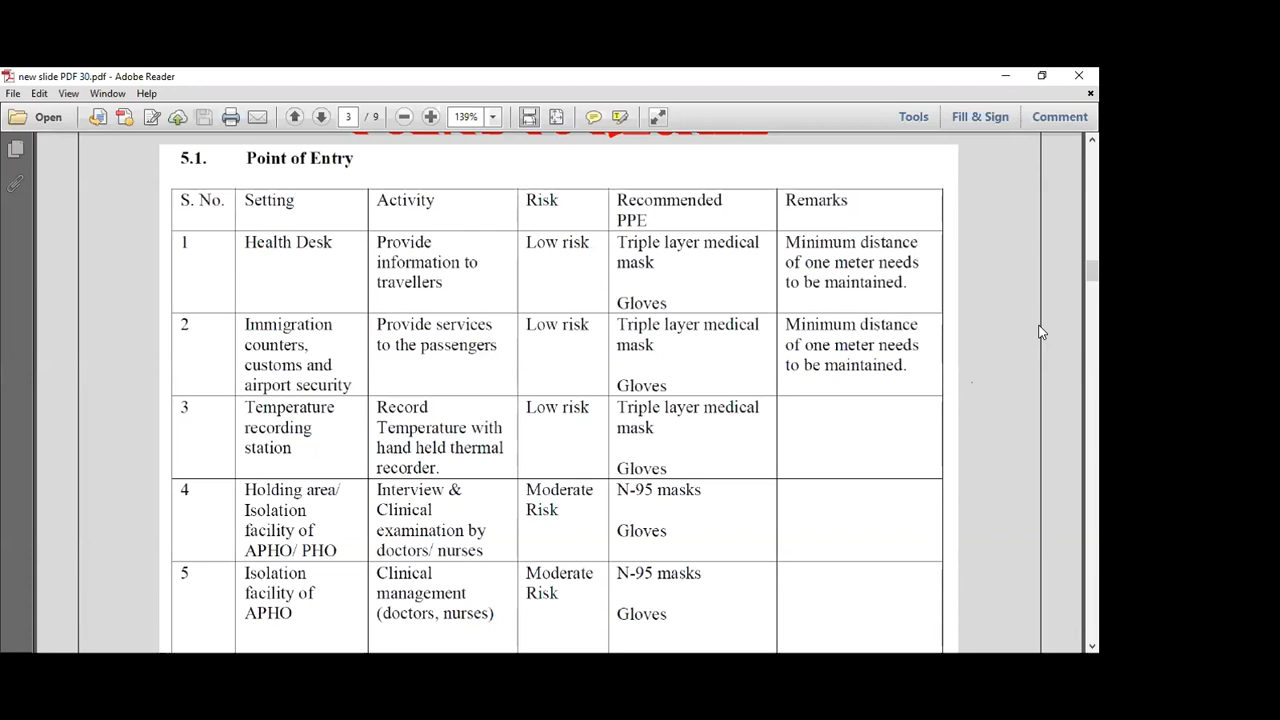 new slide PDF 30.pdf - Adobe Reader
File Edit View Window Help
Open 3 / 9 139% Tools Fill & Sign Comment
5.1. Point of Entry
S. No. Setting Activity Risk Recommended PPE Remarks
1 Health Desk Provide information to travellers Low risk Triple layer medical mask Gloves Minimum distance of one meter needs to be maintained.
2 Immigration counters, customs and airport security Provide services to the passengers Low risk Triple layer medical mask Gloves Minimum distance of one meter needs to be maintained.
3 Temperature recording station Record Temperature with hand held thermal recorder. Low risk Triple layer medical mask Gloves
4 Holding area/ Isolation facility of APHO/ PHO Interview & Clinical examination by doctors/ nurses Moderate Risk N-95 masks Gloves
5 Isolation facility of APHO Clinical management (doctors, nurses) Moderate Risk N-95 masks Gloves